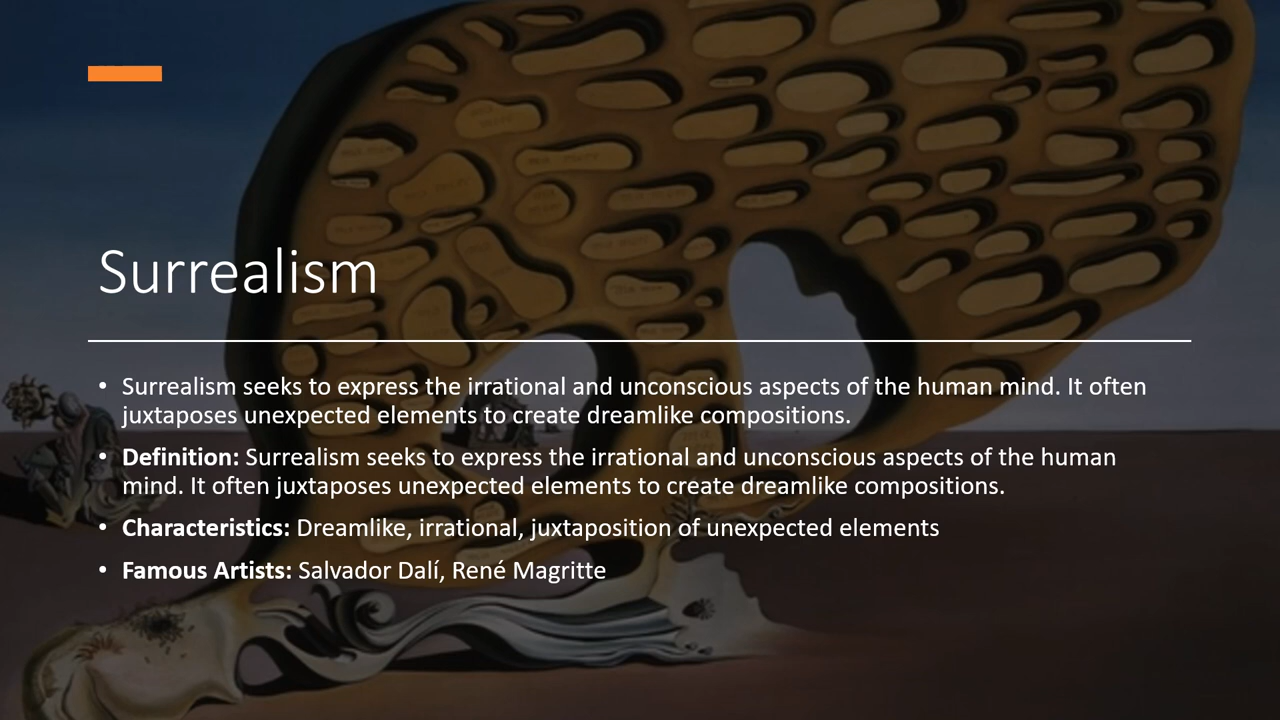 Surrealism
• Surrealism seeks to express the irrational and unconscious aspects of the human mind. It often
juxtaposes unexpected elements to create dreamlike compositions.
• Definition: Surrealism seeks to express the irrational and unconscious aspects of the human
mind. It often juxtaposes unexpected elements to create dreamlike compositions.
• Characteristics: Dreamlike, irrational, juxtaposition of unexpected elements
• Famous Artists: Salvador Dalí, René Magritte